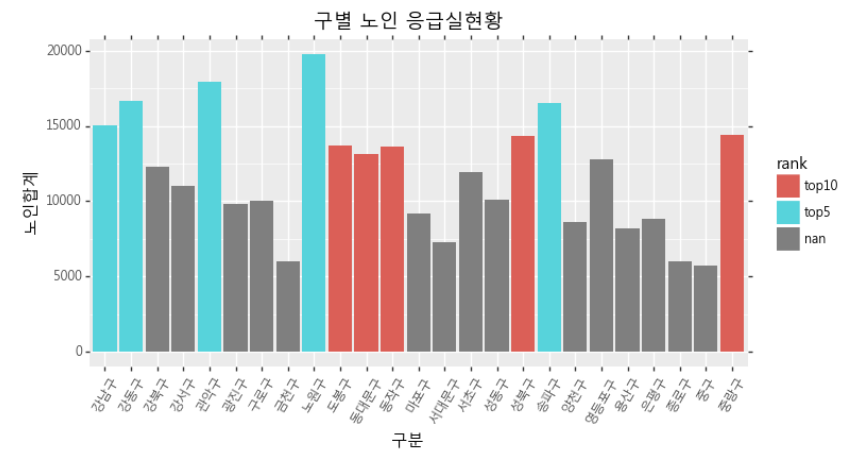 구별 노인 응급실현황
20000
15000
10000
5000
0
노인합계
강남구
강동구
강북구
강서구
관악구
광진구
구로구
금천구
노원구
도봉구
동대문구
동작구
마포구
서대문구
서초구
성동구
성북구
송파구
양천구
영등포구
용산구
은평구
종로구
중구
중랑구
구분
rank
top10
top5
nan